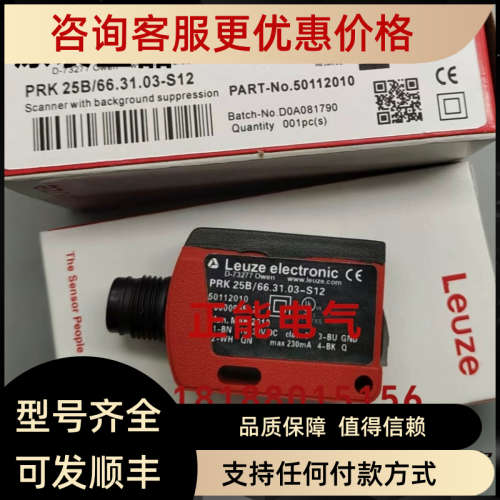 咨询客服更优惠价格
D-73277 Owen
PRK 25B/66.31.03-S12
Scanner with background suppression
PART-No.50112010
Batch-No:D0A081790
Quantity 001pc(s)
CE
The Sensor People
Leuze electronic CE
D-73277 Owen www.leuze.com
PRK 25B/66.31.03-S12
50112010
1-BN
3-BU GND
2-WH QN max 230mA 4-BK Q
Leuze
正能电气
18188015156
型号齐全
可发顺丰
品质保障 值得信赖
支持任何付款方式